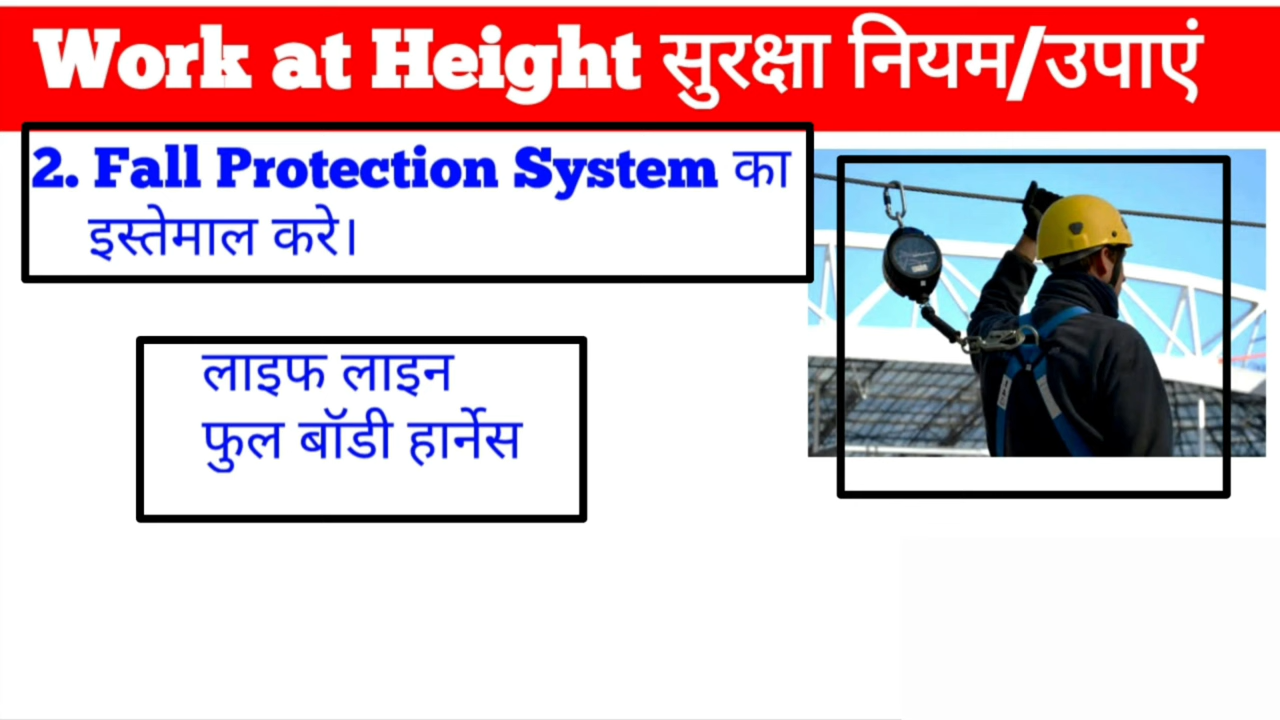 Work at Height सुरक्षा नियम/उपाएं
2. Fall Protection System का
इस्तेमाल करे।
लाइफ लाइन
फुल बॉडी हार्नेस